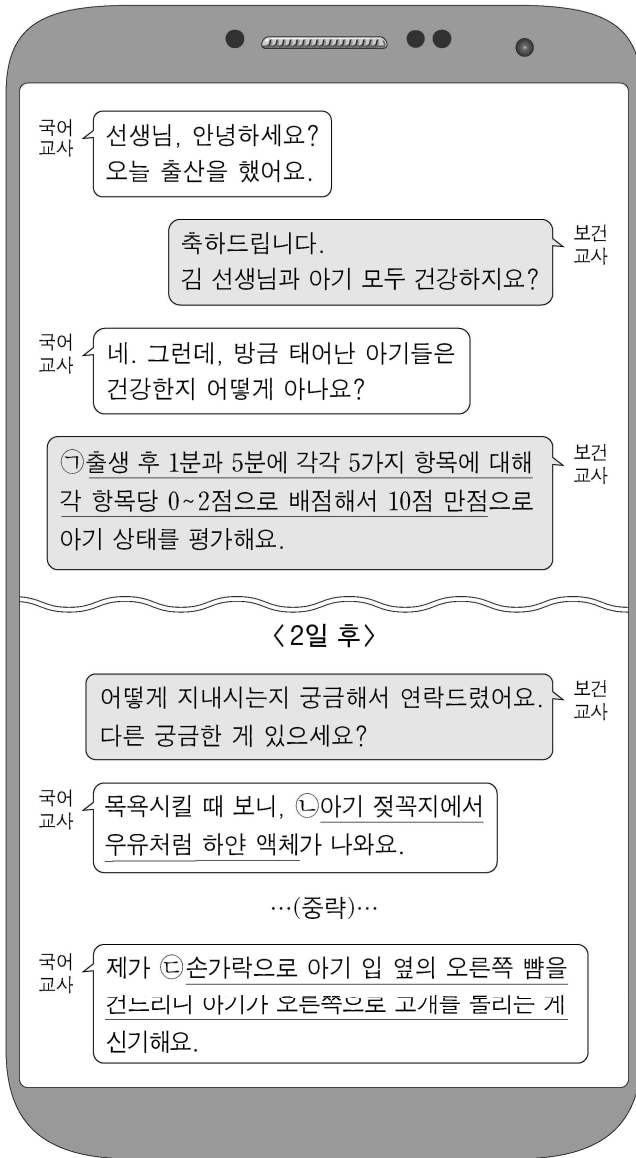 국어
교사
선생님, 안녕하세요?
오늘 출산을 했어요.
보건
교사
축하드립니다.
김 선생님과 아기 모두 건강하지요?
국어
교사
네. 그런데, 방금 태어난 아기들은
건강한지 어떻게 아나요?
보건
교사
㉠출생 후 1분과 5분에 각각 5가지 항목에 대해
각 항목당 0~2점으로 배점해서 10점 만점으로
아기 상태를 평가해요.
<2일 후>
보건
교사
어떻게 지내시는지 궁금해서 연락드렸어요.
다른 궁금한 게 있으세요?
국어
교사
목욕시킬 때 보니, ㉡아기 젖꼭지에서
우유처럼 하얀 액체가 나와요.
…(중략)…
국어
교사
제가 ㉢손가락으로 아기 입 옆의 오른쪽 뺨을
건드리니 아기가 오른쪽으로 고개를 돌리는 게
신기해요.